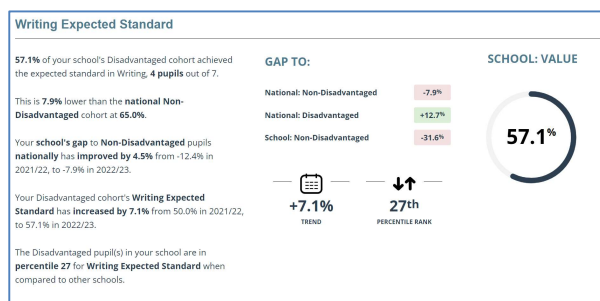 Writing Expected Standard
57.1% of your school's Disadvantaged cohort achieved
the expected standard in Writing, 4 pupils out of 7.
This is 7.9% lower than the national Non-
Disadvantaged cohort at 65.0%.
Your school's gap to Non-Disadvantaged pupils
nationally has improved by 4.5% from -12.4% in
2021/22, to -7.9% in 2022/23.
Your Disadvantaged cohort's Writing Expected
Standard has increased by 7.1% from 50.0% in 2021/22,
to 57.1% in 2022/23.
The Disadvantaged pupil(s) in your school are in
percentile 27 for Writing Expected Standard when
compared to other schools.
GAP TO:
National: Non-Disadvantaged -7.9%
National: Disadvantaged +12.7%
School: Non-Disadvantaged -31.6%
+7.1%
TREND
27th
PERCENTILE RANK
SCHOOL: VALUE
57.1%